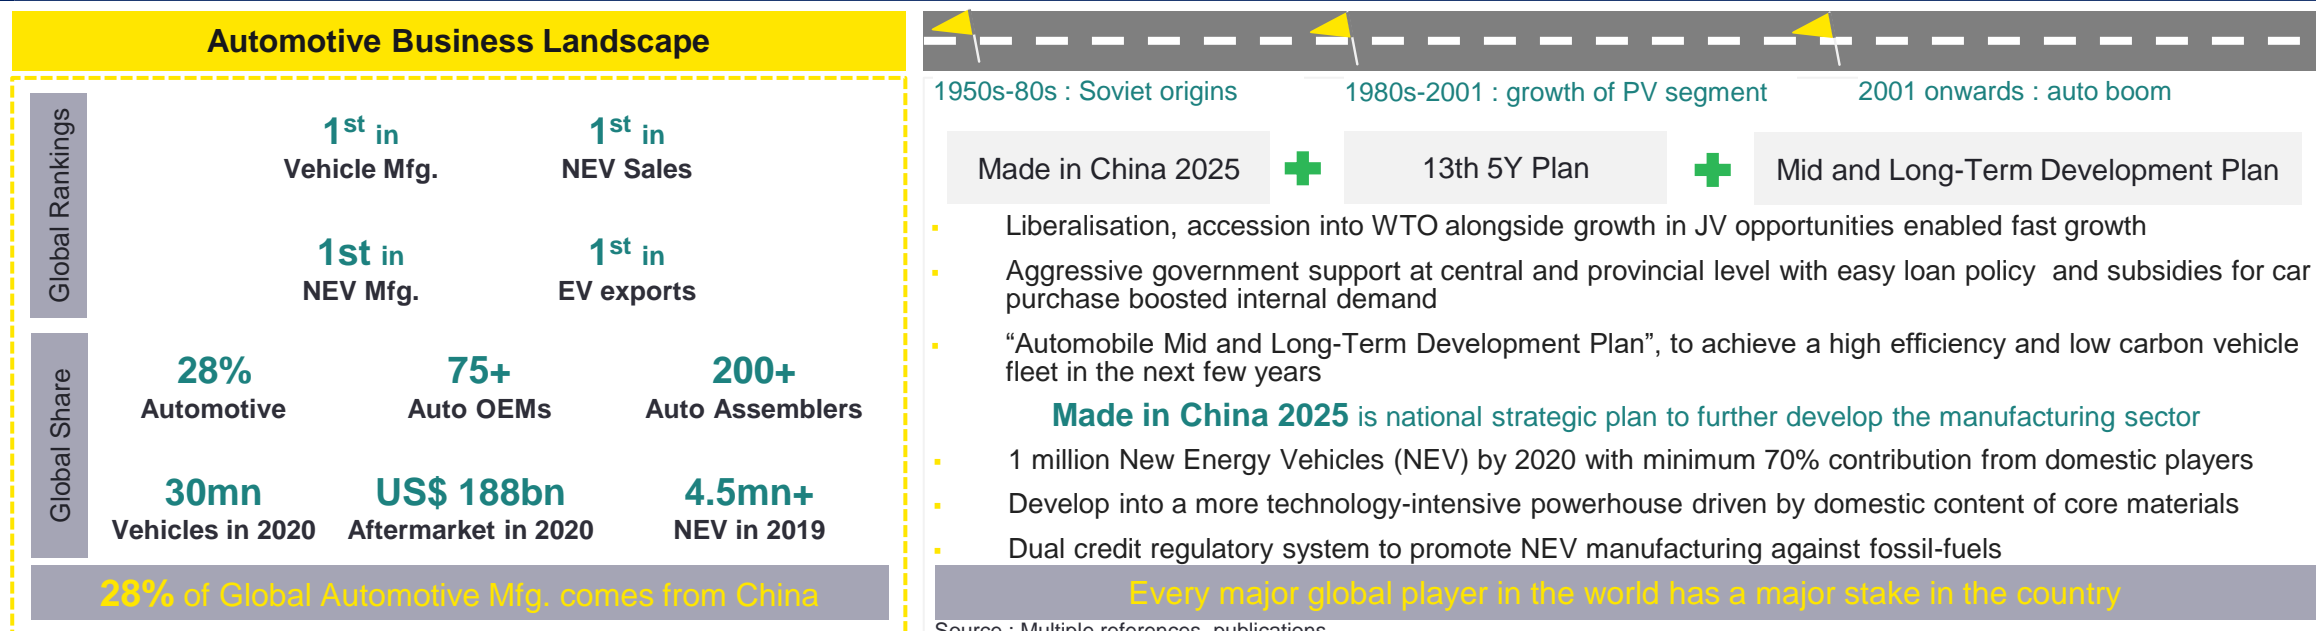 Automotive Business Landscape
Global Rankings
1st in
Vehicle Mfg.
1st in
NEV Sales
1st in
NEV Mfg.
1st in
EV exports
Global Share
28%
Automotive
75+
Auto OEMs
200+
Auto Assemblers
30mn
Vehicles in 2020
US$ 188bn
Aftermarket in 2020
4.5mn+
NEV in 2019
28% of Global Automotive Mfg. comes from China
1950s-80s : Soviet origins
1980s-2001 : growth of PV segment
2001 onwards : auto boom
Made in China 2025
13th 5Y Plan
Mid and Long-Term Development Plan
Liberalisation, accession into WTO alongside growth in JV opportunities enabled fast growth
Aggressive government support at central and provincial level with easy loan policy and subsidies for car
purchase boosted internal demand
“Automobile Mid and Long-Term Development Plan”, to achieve a high efficiency and low carbon vehicle
fleet in the next few years
Made in China 2025 is national strategic plan to further develop the manufacturing sector
1 million New Energy Vehicles (NEV) by 2020 with minimum 70% contribution from domestic players
Develop into a more technology-intensive powerhouse driven by domestic content of core materials
Dual credit regulatory system to promote NEV manufacturing against fossil-fuels
Every major global player in the world has a major stake in the country
Source : Multiple references, publications